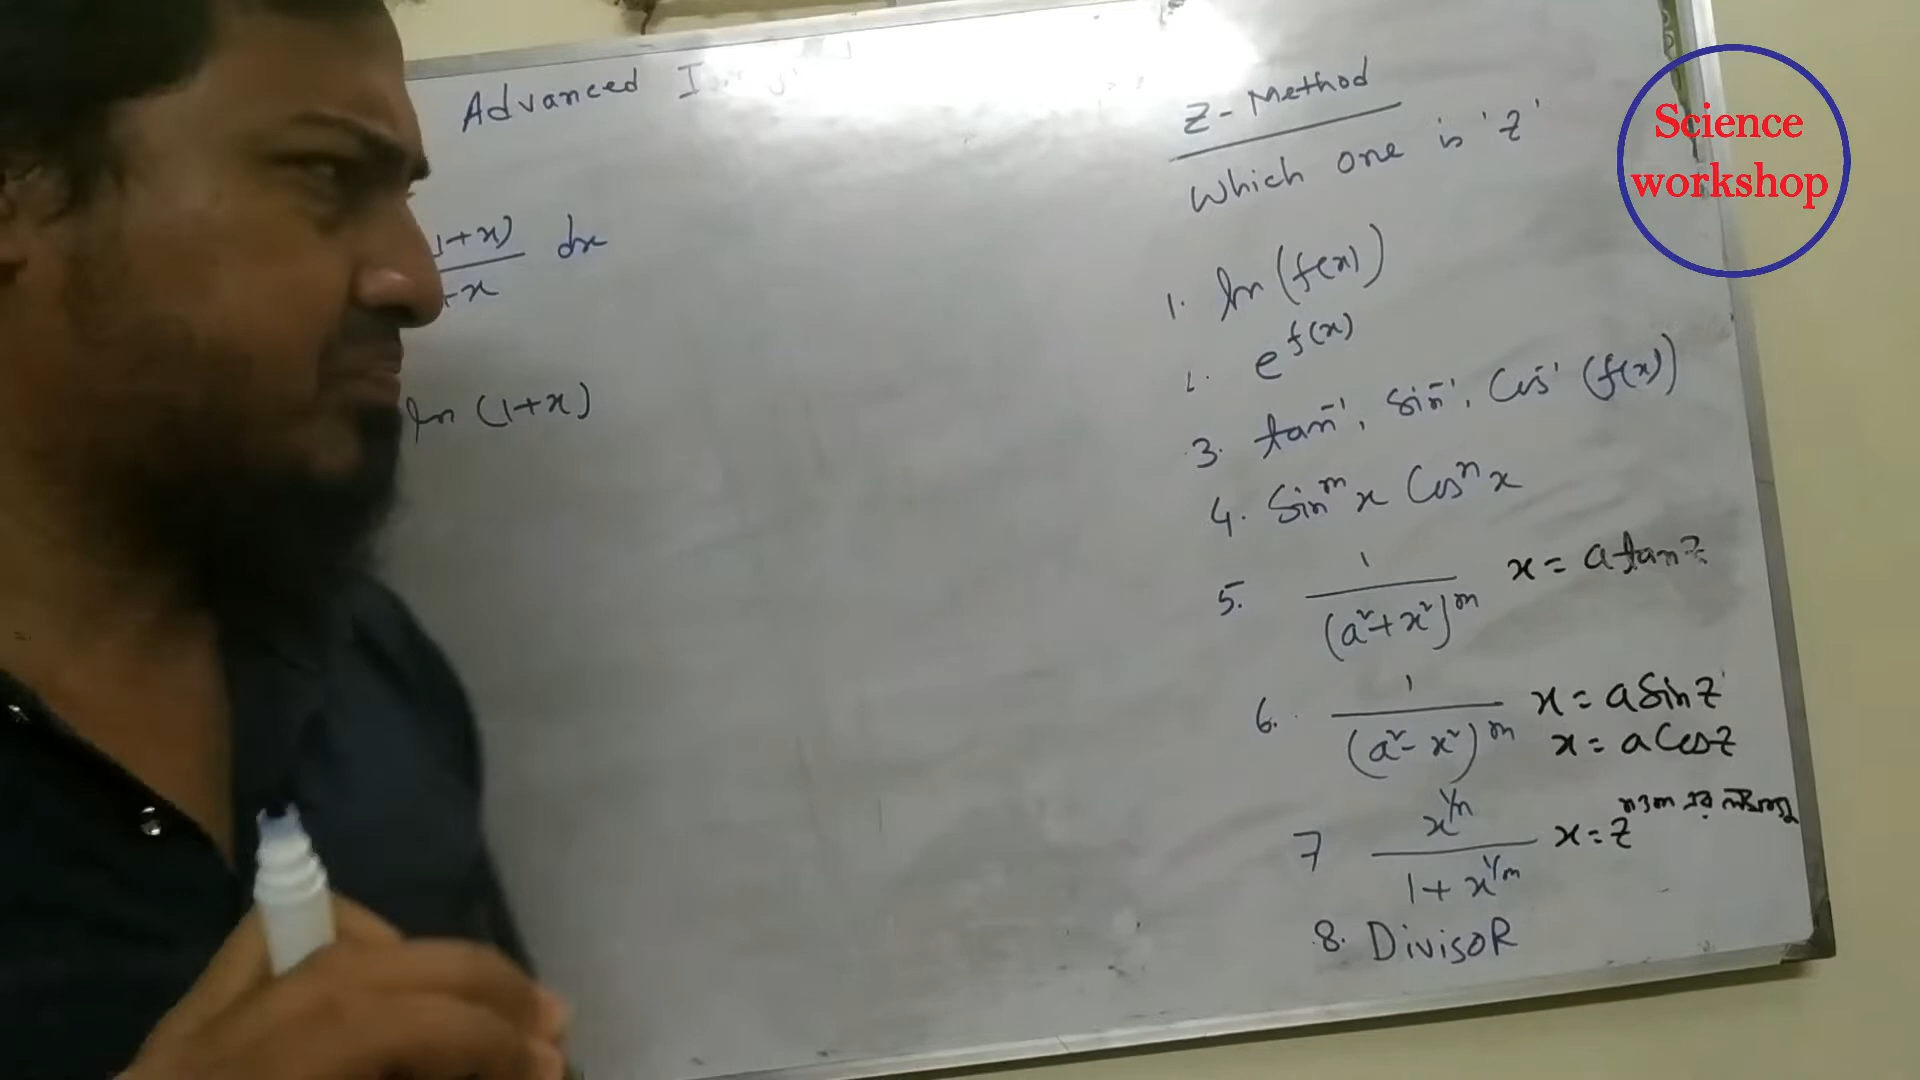 Advanced
1+x)
+x dx
ln (1+x)
Z-Method
Which one is 'z'
1. ln (f(x))
2. e^f(x)
3. tan⁻¹, sin⁻¹, Cos⁻¹ (f(x))
4. Sin^m x Cos^n x
5. 1/(a²+x²)^m x = a tan z
6. 1/(a²-x²)^m x = a Sin z
x = a Cos z
7 x^1/n / 1+x^1/m x = z^n ও m এর
8. DivisoR
Science
workshop